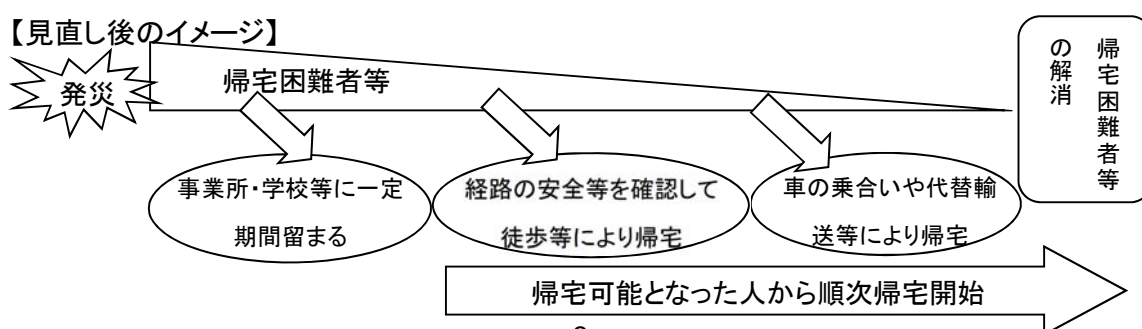 【見直し後のイメージ】
発災
帰宅困難者等
事業所・学校等に一定
期間留まる
経路の安全等を確認して
徒歩等により帰宅
車の乗合いや代替輸
送等により帰宅
帰宅困難者等
の解消
帰宅可能となった人から順次帰宅開始